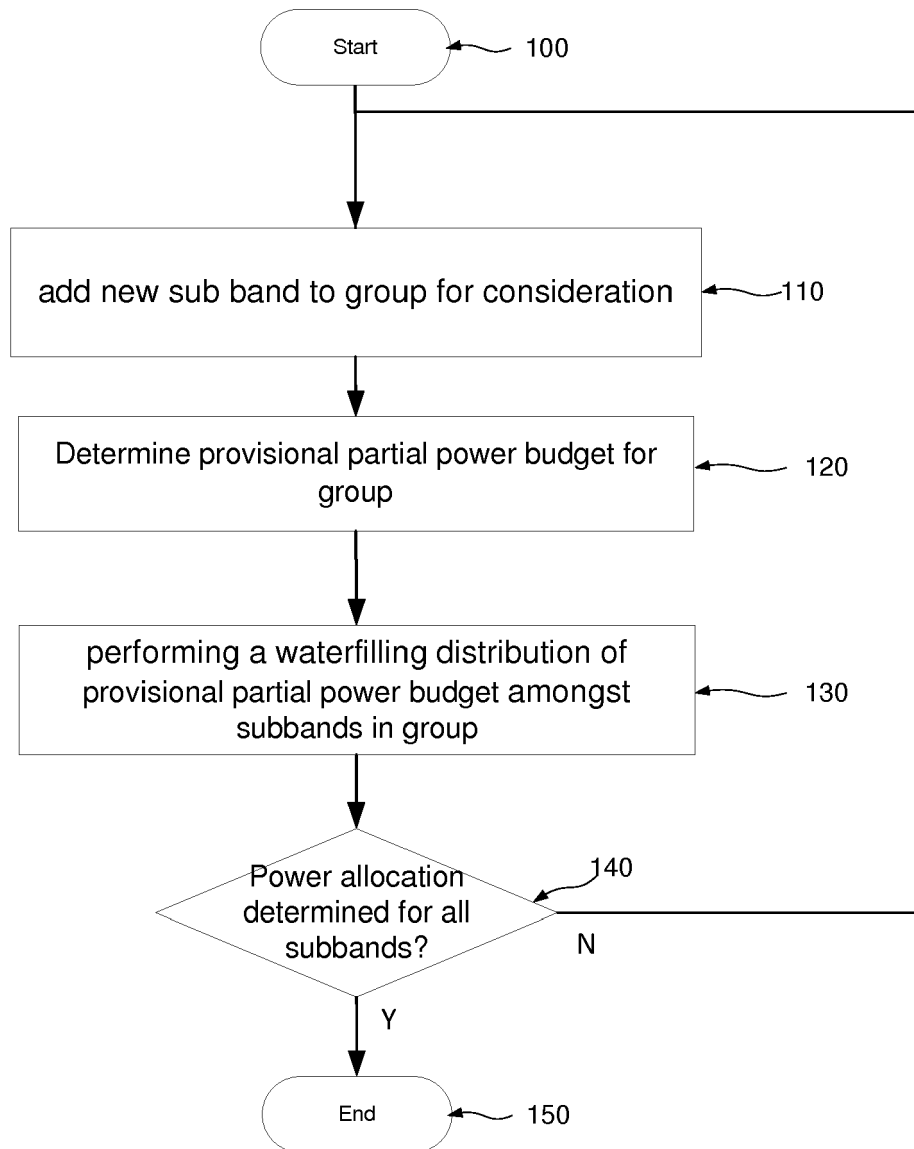 Start
100
add new sub band to group for consideration
110
Determine provisional partial power budget for
group
120
performing a waterfilling distribution of
provisional partial power budget amongst
subbands in group
130
Power allocation
determined for all
subbands?
140
N
Y
End
150